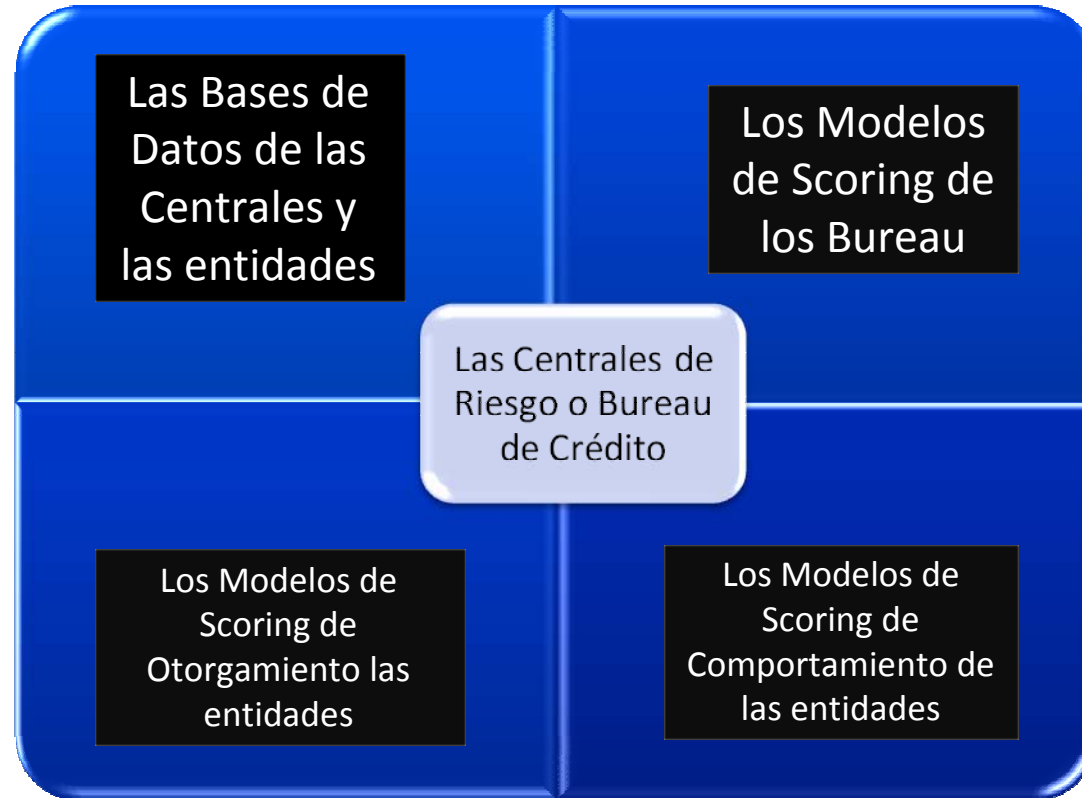 Las Bases de
Datos de las
Centrales y
las entidades
Los Modelos
de Scoring de
los Bureau
Las Centrales de
Riesgo o Bureau
de Crédito
Los Modelos de
Scoring de
Otorgamiento las
entidades
Los Modelos de
Scoring de
Comportamiento de
las entidades